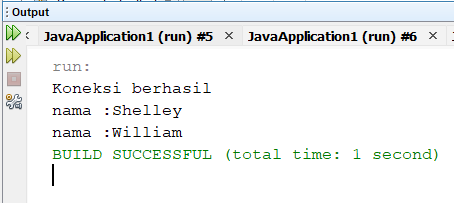 Output
JavaApplication1 (run) #5 × JavaApplication1 (run) #6 ×
run:
Koneksi berhasil
nama :Shelley
nama :William
BUILD SUCCESSFUL (total time: 1 second)